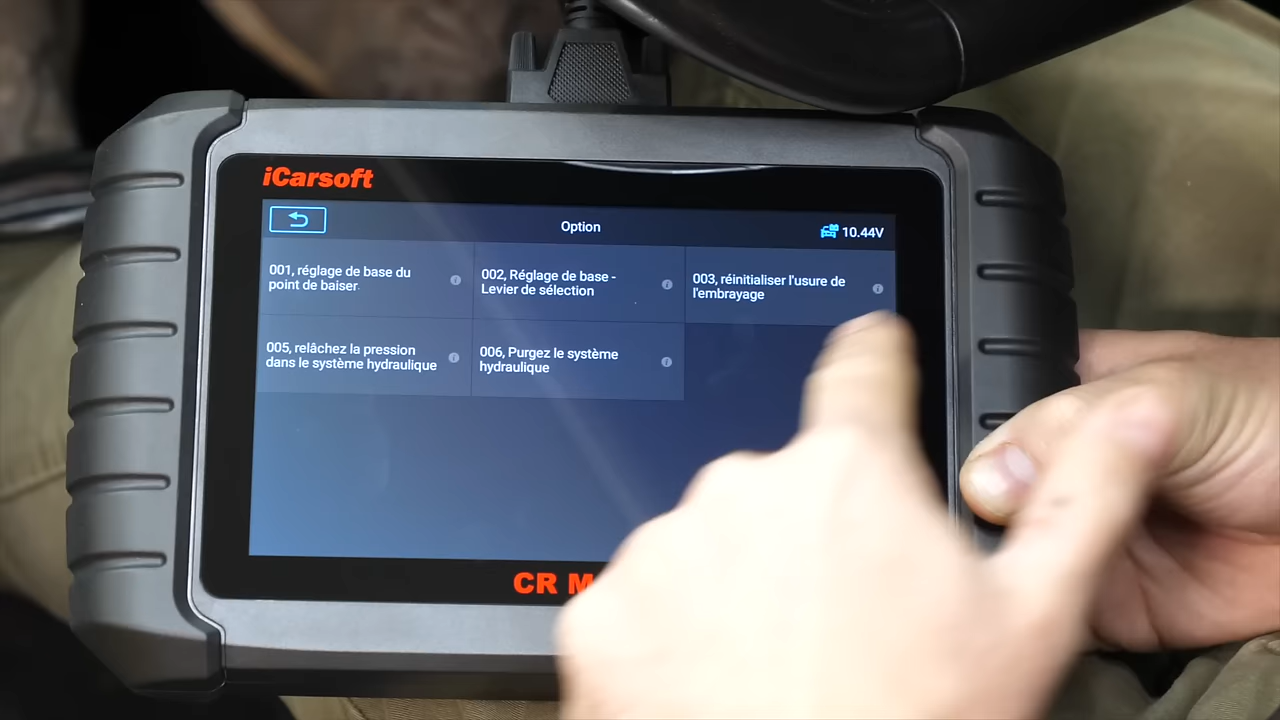 iCarsoft
Option
10.44V
001, réglage de base du
point de baiser
002, Réglage de base -
Levier de sélection
003, réinitialiser l'usure de
l'embrayage
005, relâchez la pression
dans le système hydraulique
006, Purgez le système
hydraulique
CR